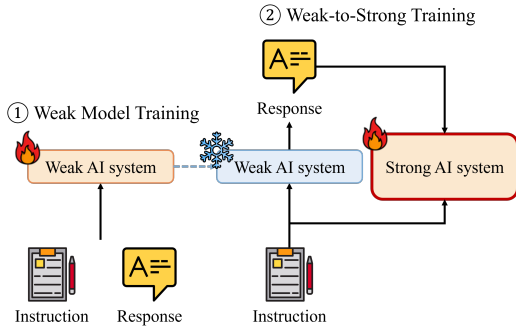 ② Weak-to-Strong Training
A
Response
① Weak Model Training
Weak AI system
Weak AI system
Strong AI system
A
Instruction
Response
Instruction